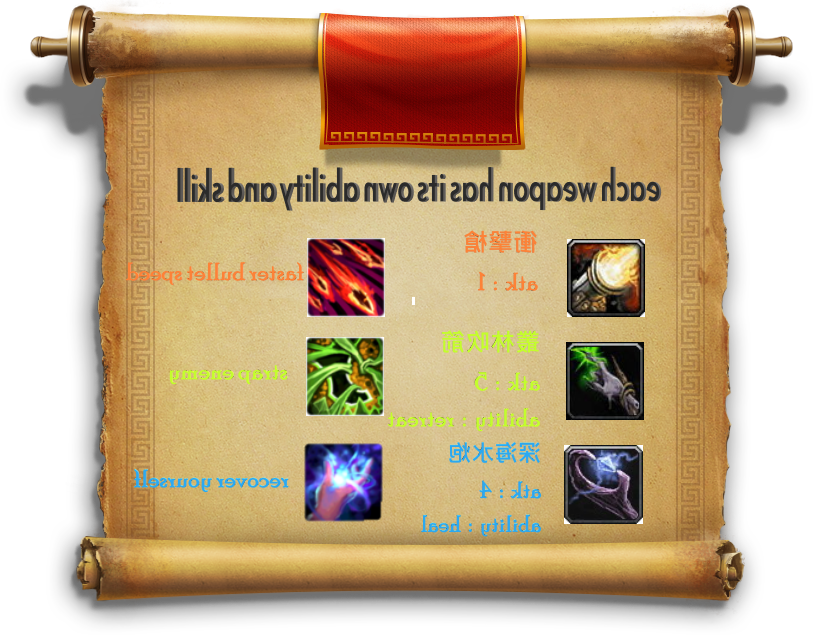 each weapon has its own ability and skill
衝擊槍
atk : 1
faster bullet speed
叢林吹箭
atk : 5
ability : retreat
strap enemy
深海水炮
atk : 4
ability : heal
recover yourself